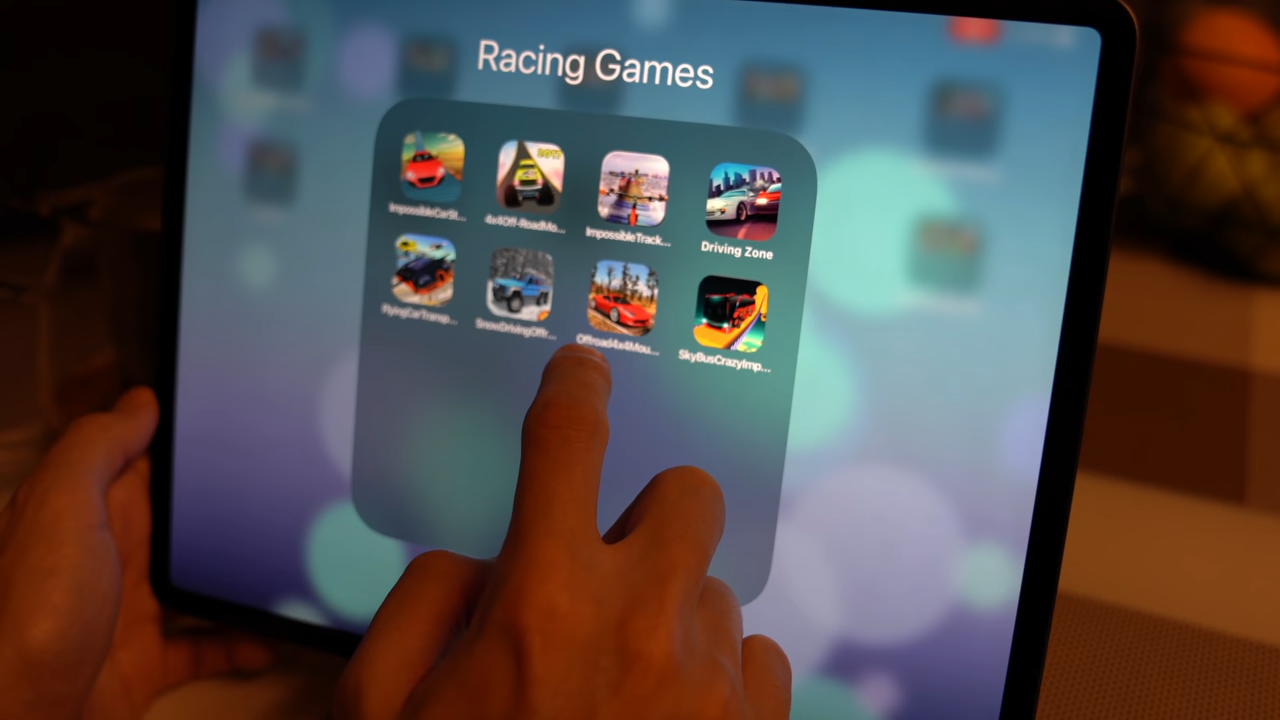 Racing Games
ImpossibleCarSt...
4x4Off-RoadMo...
ImpossibleTrack...
Driving Zone
FlyingCarTransp...
SnowDrivingOffr...
Offroad4x4Mou...
SkyBusCrazyImp...